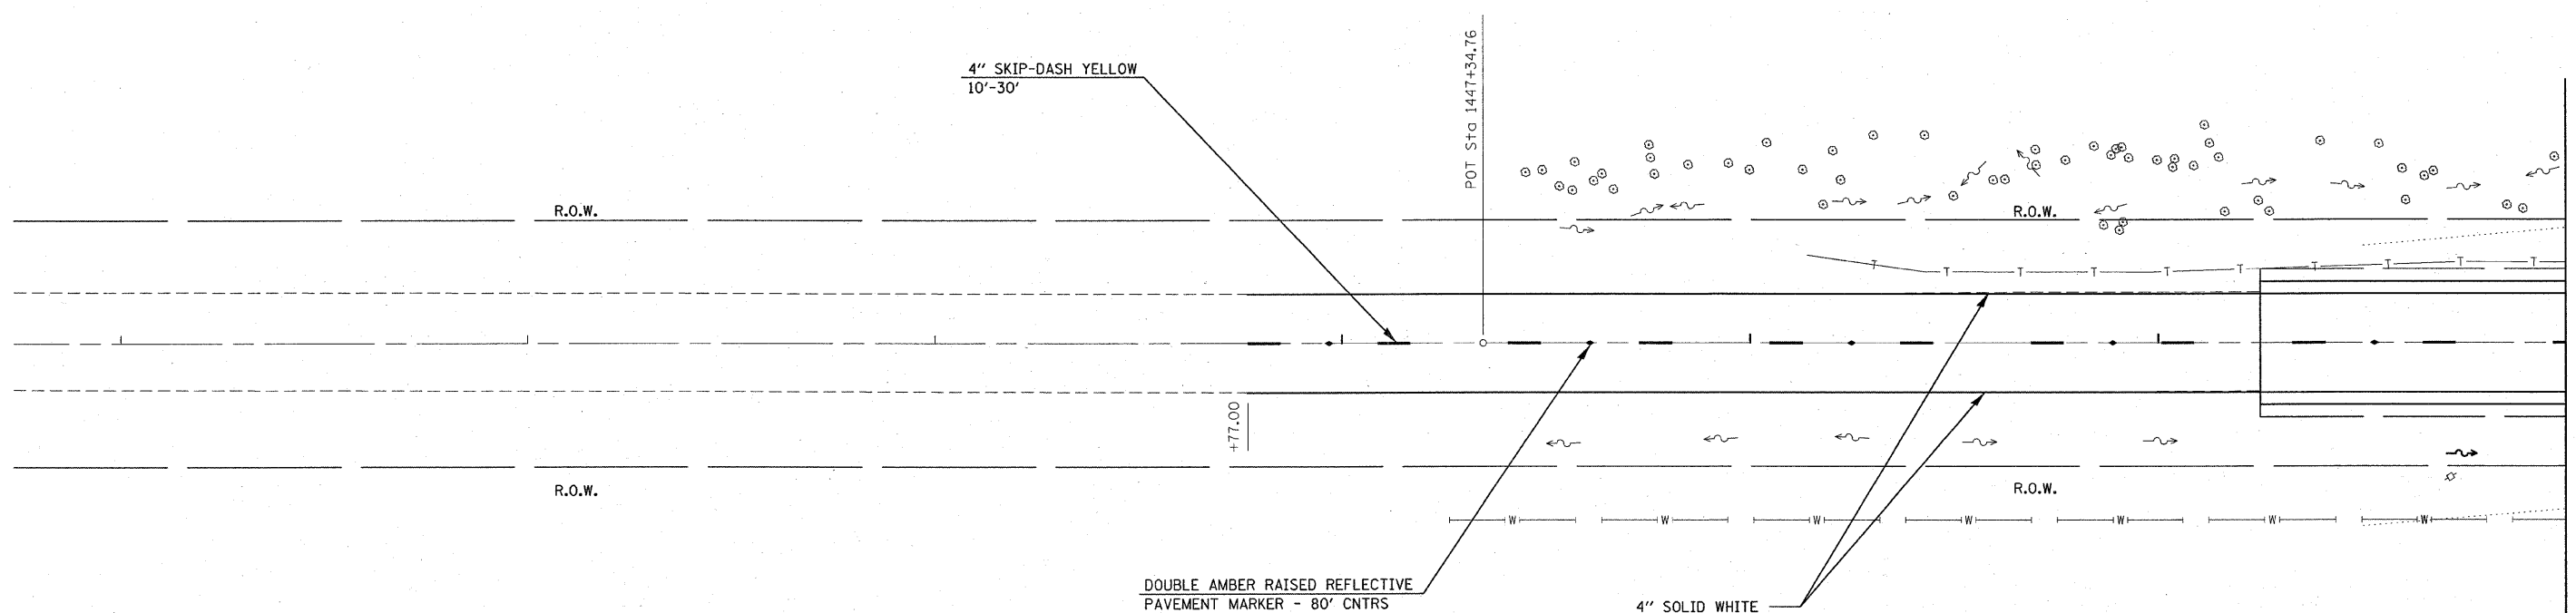 4" SKIP-DASH YELLOW
10'-30'
POT Sta 1447+34.76
R.O.W.
R.O.W.
T T T T T T T T T T
+77.00
R.O.W.
R.O.W.
W W W W W W W
DOUBLE AMBER RAISED REFLECTIVE
PAVEMENT MARKER - 80' CNTRS
4" SOLID WHITE